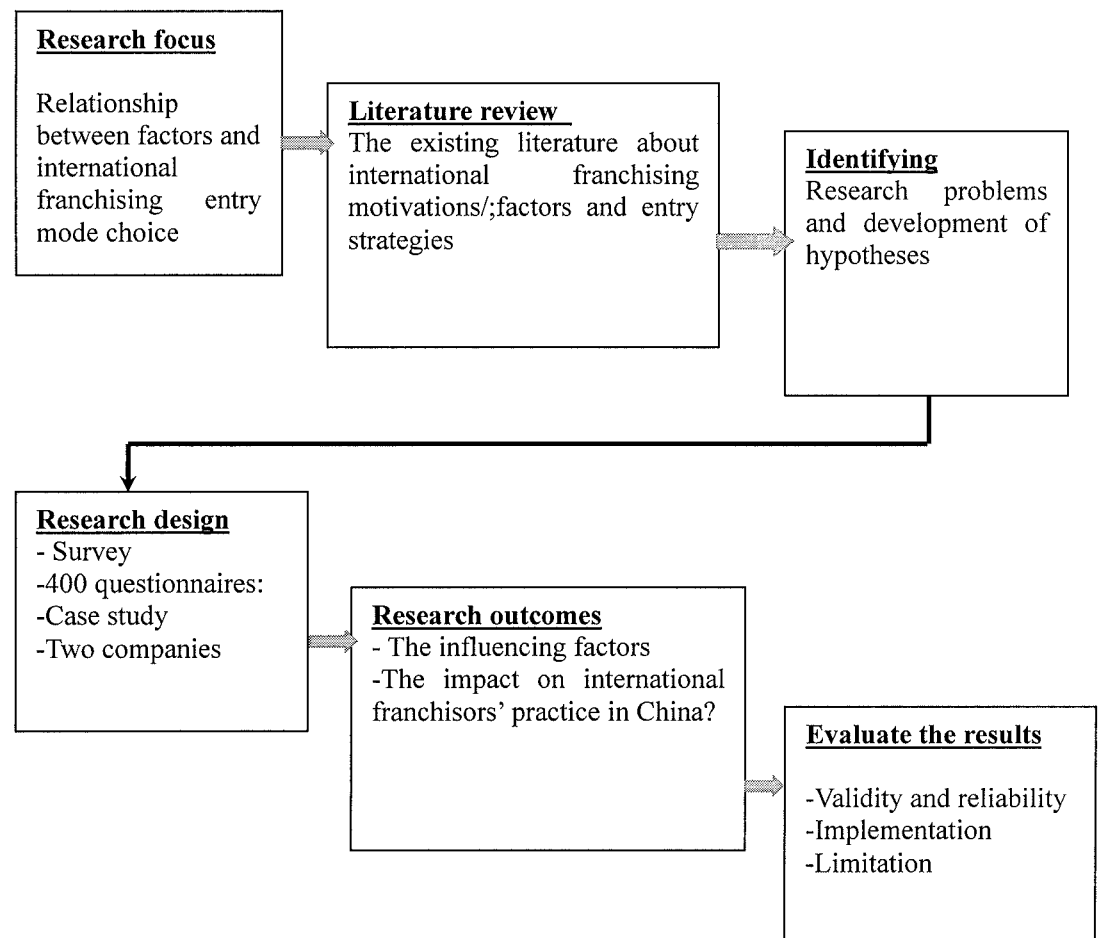 Research focus
Relationship
between factors and
international
franchising entry
mode choice
Literature review
The existing literature about
international franchising
motivations/;factors and entry
strategies
Identifying
Research problems
and development of
hypotheses
Research design
- Survey
-400 questionnaires:
-Case study
-Two companies
Research outcomes
- The influencing factors
-The impact on international
franchisors’ practice in China?
Evaluate the results
-Validity and reliability
-Implementation
-Limitation